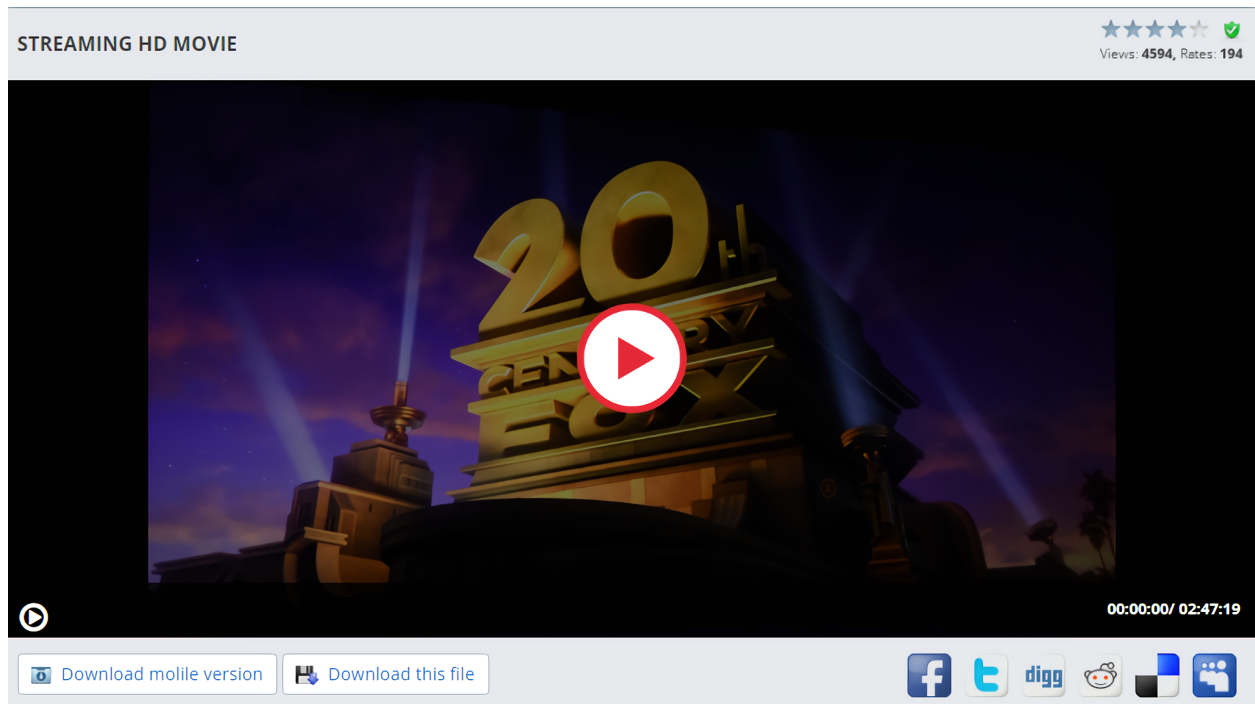 STREAMING HD MOVIE
Views: 4594, Rates: 194
20th
CENTURY
FOX
00:00:00/ 02:47:19
Download molile version
Download this file
digg